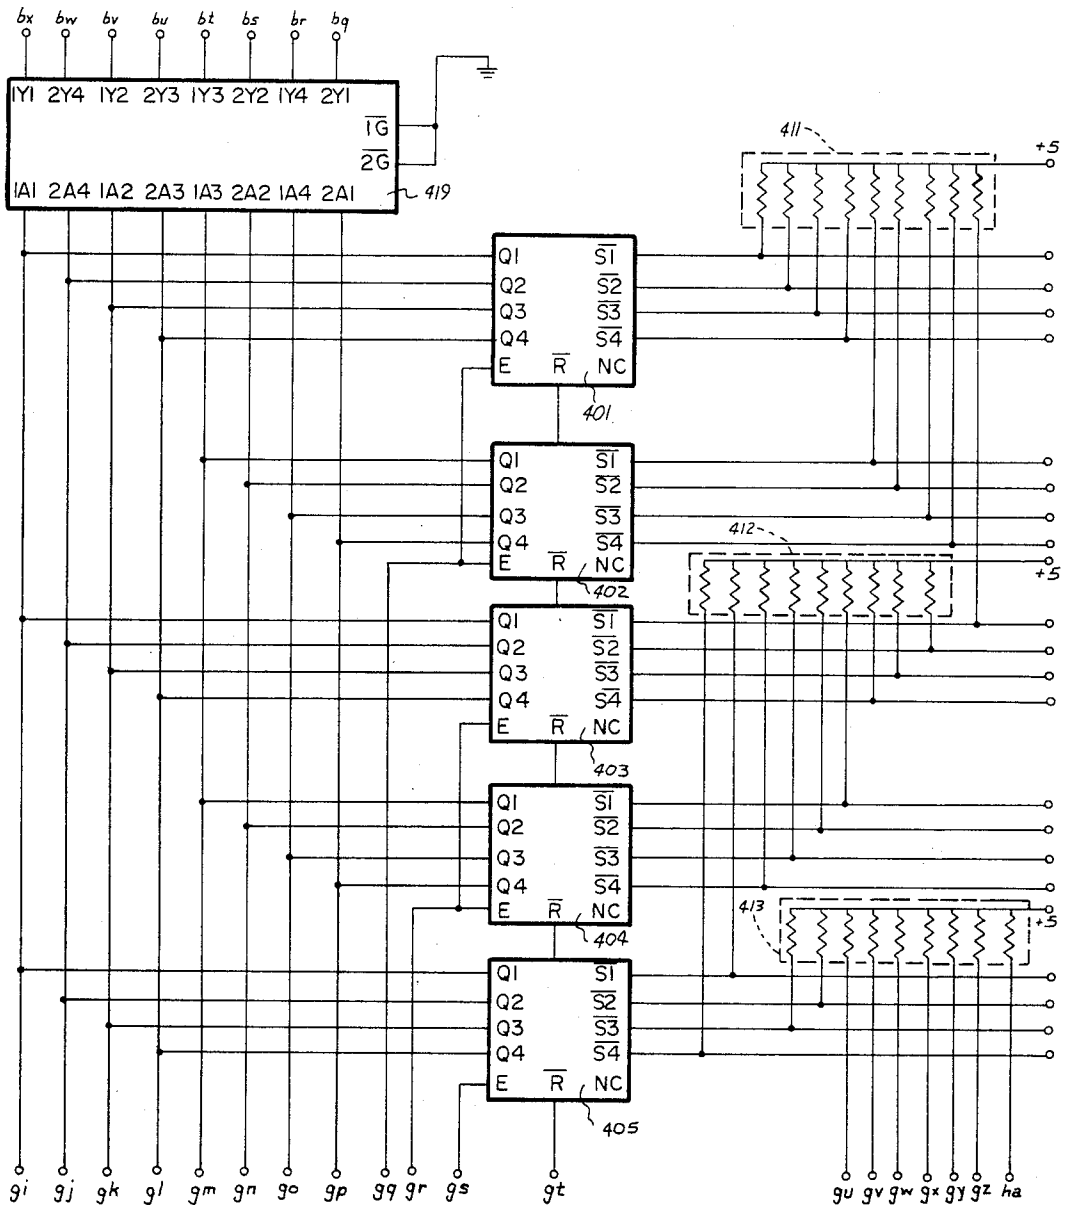 bx bw bv bu bt bs br bq
1Y1 2Y4 1Y2 2Y3 1Y3 2Y2 1Y4 2Y1
1G
2G
1A1 2A4 1A2 2A3 1A3 2A2 1A4 2A1
419
411
+5
Q1 S1
Q2 S2
Q3 S3
Q4 S4
E R NC
401
Q1 S1
Q2 S2
Q3 S3
Q4 S4
E R NC
402
412
+5
Q1 S1
Q2 S2
Q3 S3
Q4 S4
E R NC
403
Q1 S1
Q2 S2
Q3 S3
Q4 S4
E R NC
404
413
+5
Q1 S1
Q2 S2
Q3 S3
Q4 S4
E R NC
405
gi gj gk gl gm gn go gp gq gr gs gt gu gv gw gx gy gz ha